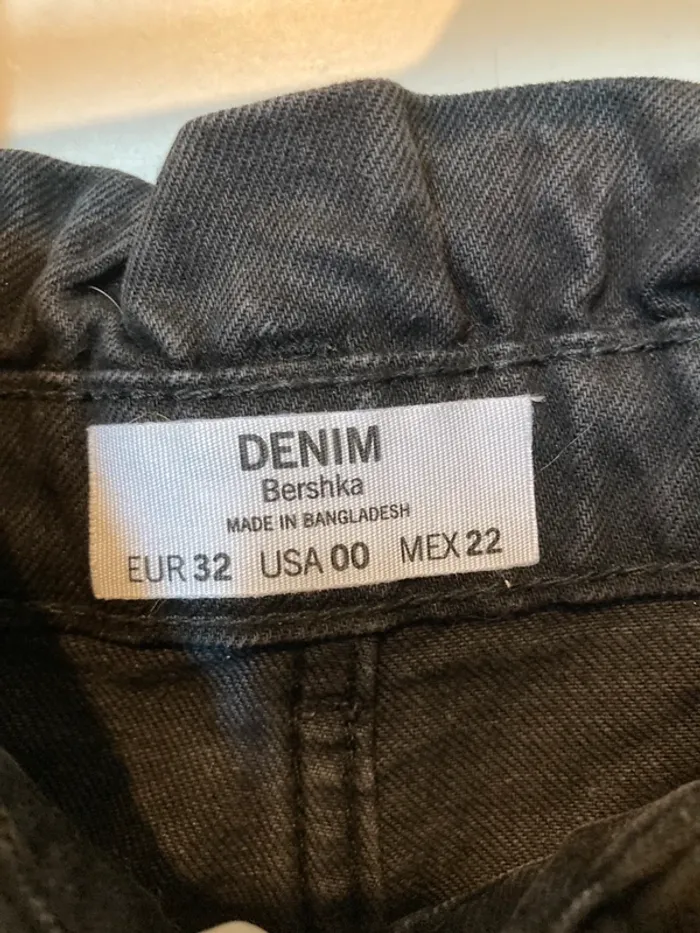 DENIM
Bershka
MADE IN BANGLADESH
EUR 32 USA 00 MEX 22